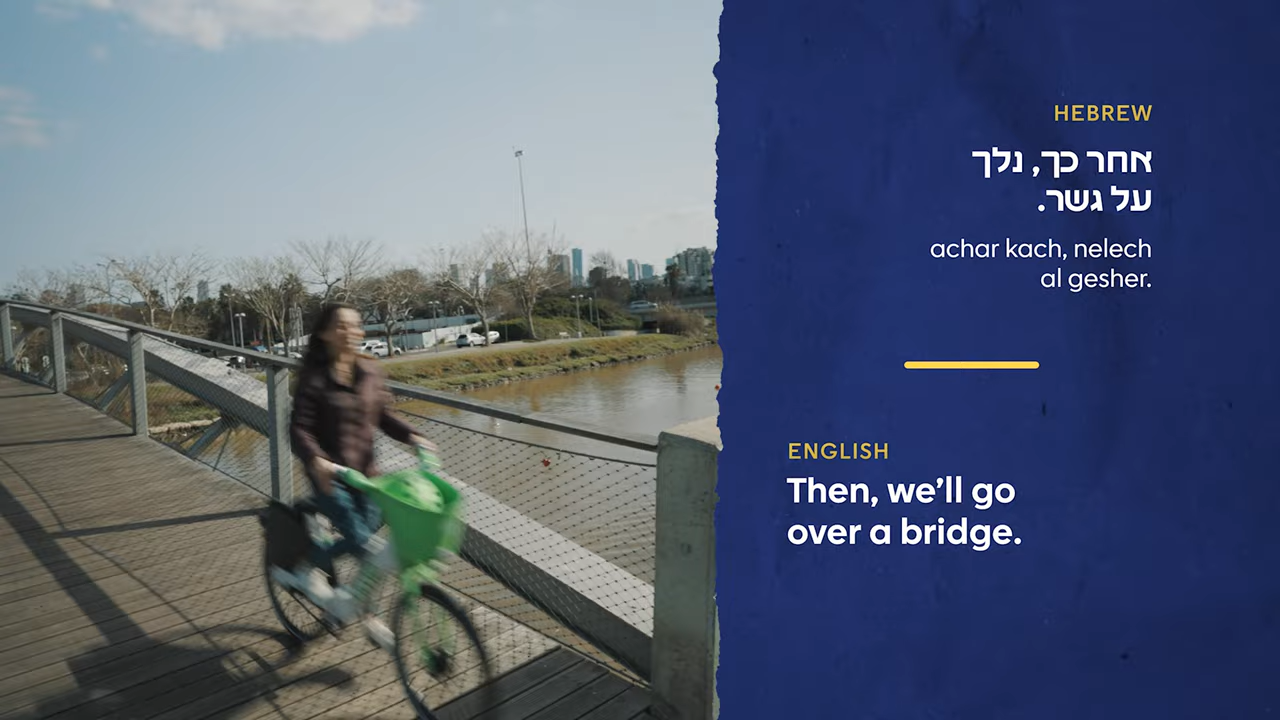 HEBREW
אחר כך, נלך
על גשר.
achar kach, nelech
al gesher.
ENGLISH
Then, we’ll go
over a bridge.